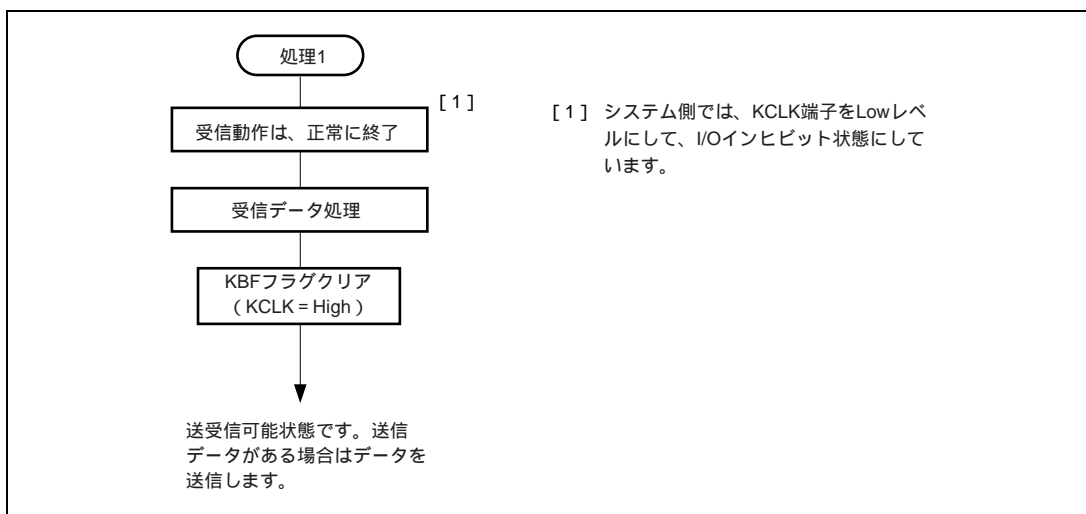 処理1
受信動作は、正常に終了
[ 1 ]
[ 1 ] システム側では、KCLK端子をLowレベ
ルにして、I/Oインヒビット状態にして
います。
受信データ処理
KBFフラグクリア
( KCLK = High )
送受信可能状態です。送信
データがある場合はデータを
送信します。